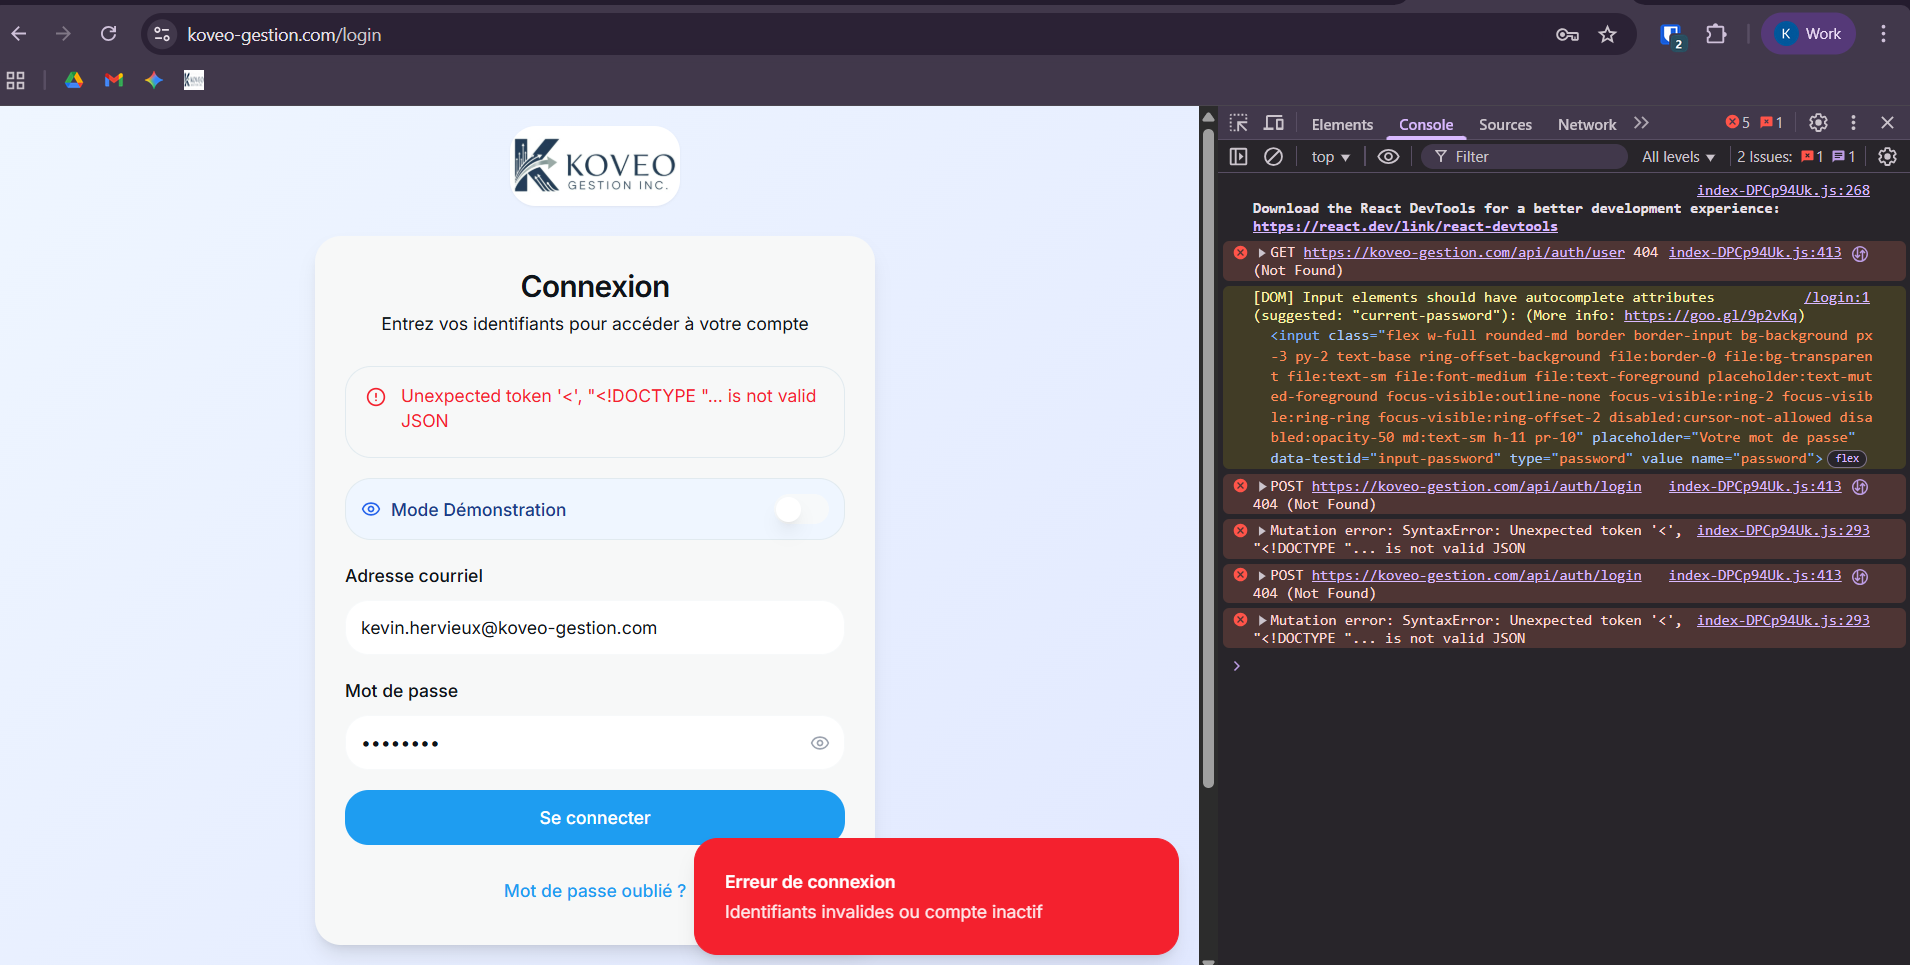 koveo-gestion.com/login
2
K Work
KOVEO
KOVEO
GESTION INC.
Connexion
Entrez vos identifiants pour accéder à votre compte
Unexpected token '<', "<!DOCTYPE "... is not valid
JSON
Mode Démonstration
Adresse courriel
kevin.hervieux@koveo-gestion.com
Mot de passe
••••••••
Se connecter
Mot de passe oublié ?
Erreur de connexion
Identifiants invalides ou compte inactif
Elements Console Sources Network 5 1
top Filter All levels 2 Issues: 1 1
index-DPCp94Uk.js:268
Download the React DevTools for a better development experience:
https://react.dev/link/react-devtools
GET https://koveo-gestion.com/api/auth/user 404 index-DPCp94Uk.js:413
(Not Found)
[DOM] Input elements should have autocomplete attributes /login:1
(suggested: "current-password"): (More info: https://goo.gl/9p2vKq)
<input class="flex w-full rounded-md border border-input bg-background px
-3 py-2 text-base ring-offset-background file:border-0 file:bg-transparen
t file:text-sm file:font-medium file:text-foreground placeholder:text-mut
ed-foreground focus-visible:outline-none focus-visible:ring-2 focus-visib
le:ring-ring focus-visible:ring-offset-2 disabled:cursor-not-allowed disa
bled:opacity-50 md:text-sm h-11 pr-10" placeholder="Votre mot de passe"
data-testid="input-password" type="password" value name="password"> flex
POST https://koveo-gestion.com/api/auth/login index-DPCp94Uk.js:413
404 (Not Found)
Mutation error: SyntaxError: Unexpected token '<', index-DPCp94Uk.js:293
"<!DOCTYPE "... is not valid JSON
POST https://koveo-gestion.com/api/auth/login index-DPCp94Uk.js:413
404 (Not Found)
Mutation error: SyntaxError: Unexpected token '<', index-DPCp94Uk.js:293
"<!DOCTYPE "... is not valid JSON